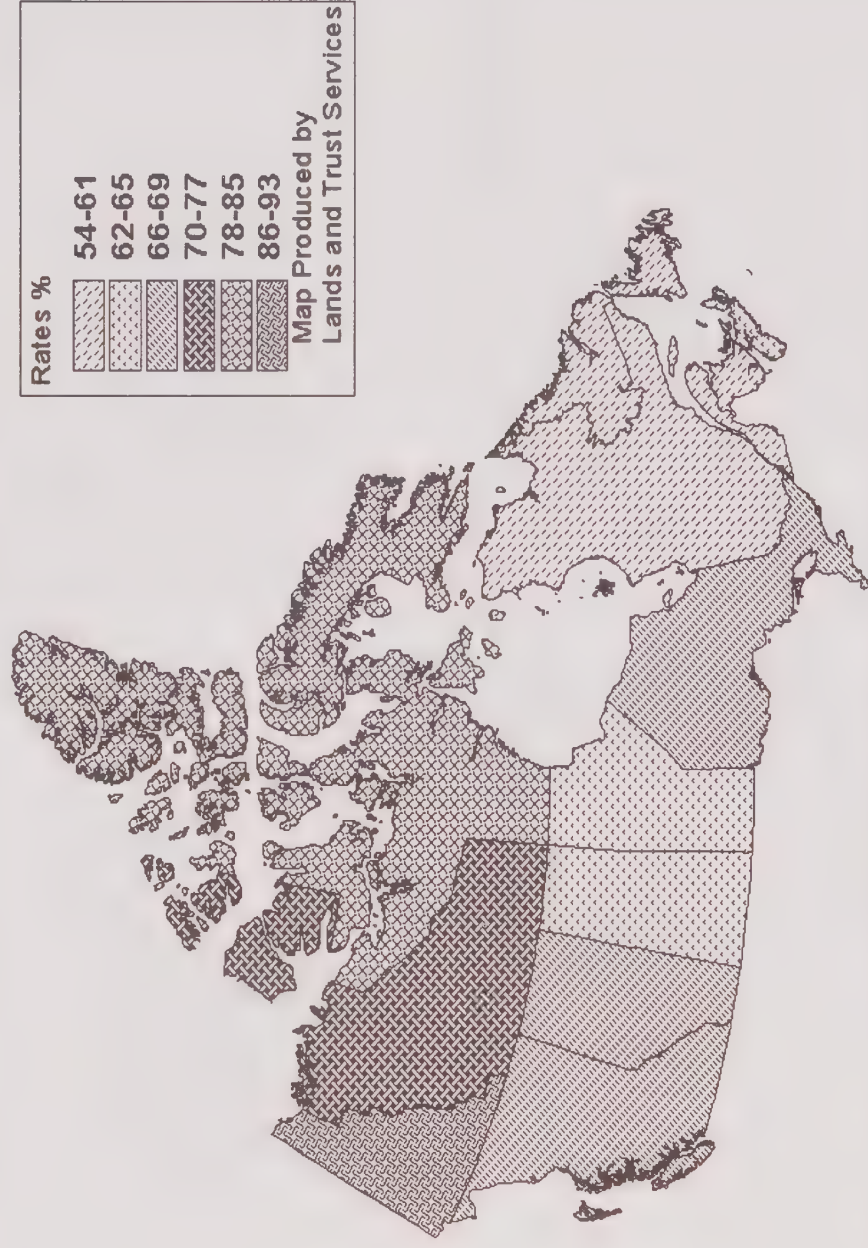 Rates %
54-61
62-65
66-69
70-77
78-85
86-93
Map Produced by
Lands and Trust Services